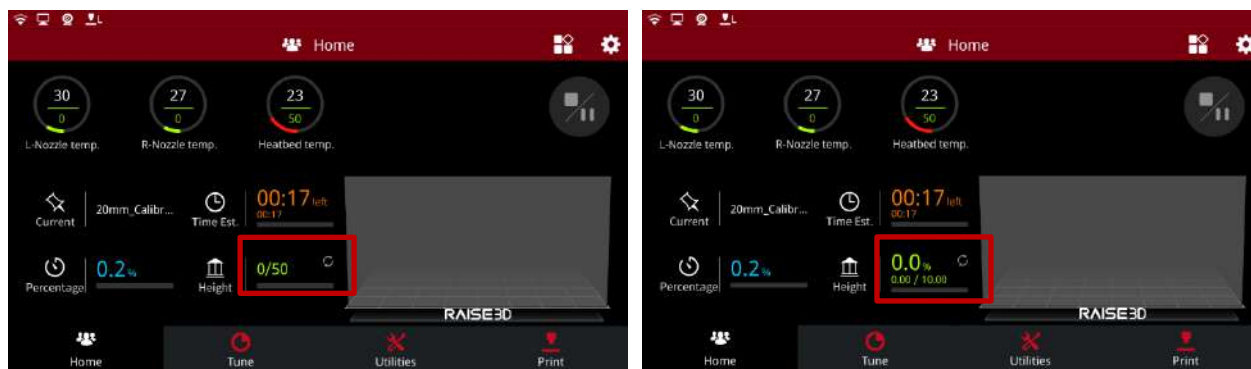 L
Home
30
0
L-Nozzle temp.
27
0
R-Nozzle temp.
23
50
Heatbed temp.
Current
20mm_Calibr...
Time Est.
00:17 left
00:17
Percentage
0.2%
Height
0/50
RAISE3D
Home
Tune
Utilities
Print
L
Home
30
0
L-Nozzle temp.
27
0
R-Nozzle temp.
23
50
Heatbed temp.
Current
20mm_Calibr...
Time Est.
00:17 left
00:17
Percentage
0.2%
Height
0.0%
0.00 / 10.00
RAISE3D
Home
Tune
Utilities
Print